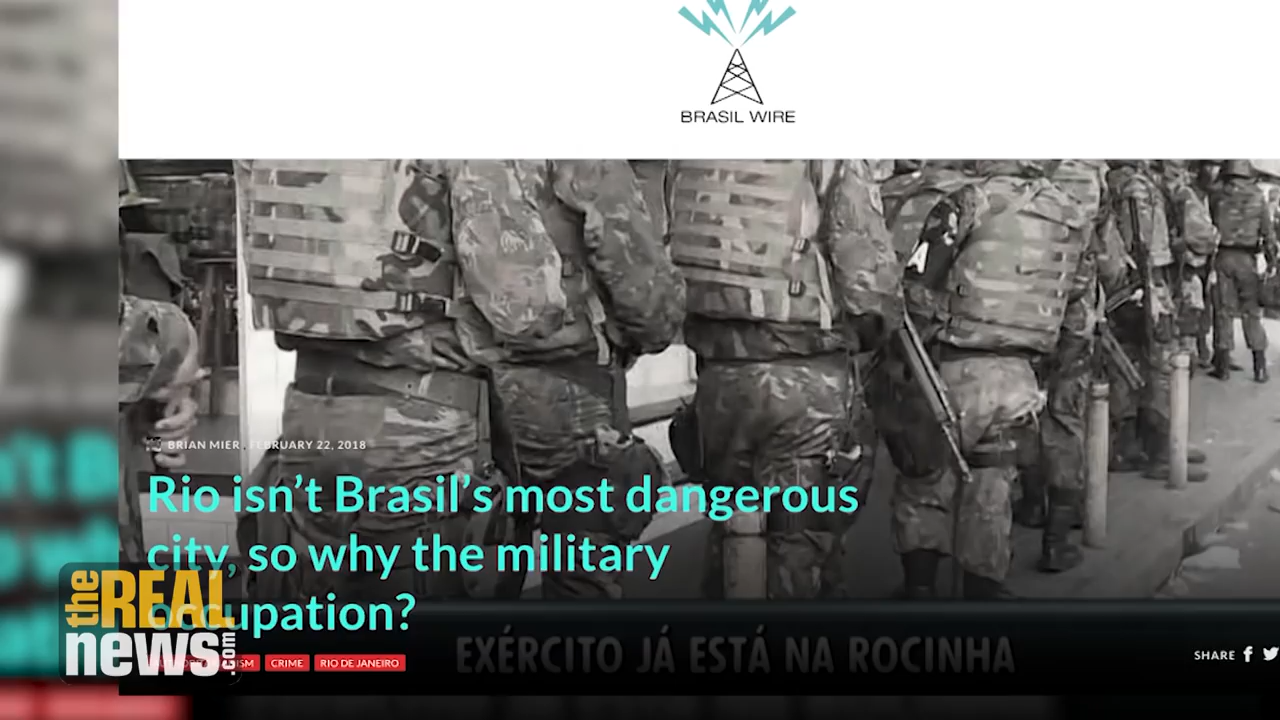 BRASIL WIRE
BRIAN MIER FEBRUARY 22, 2018
Rio isn't Brasil's most dangerous
city, so why the military
occupation?
CRIME RIO DE JANEIRO
EXÉRCITO JÁ ESTÁ NA ROCINHA
SHARE
the REAL
news.com